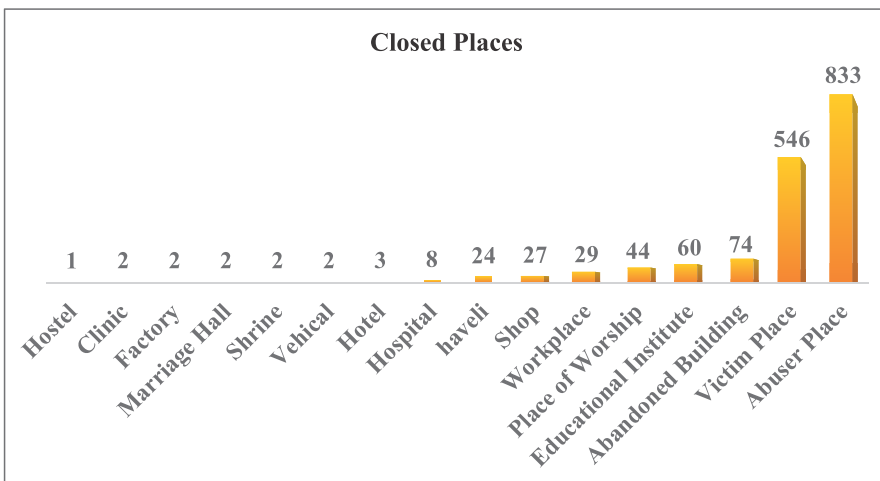 Closed Places
833
546
74
60
44
29
27
24
8
3
2
2
2
2
2
1
Hostel
Clinic
Factory
Marriage Hall
Shrine
Vehical
Hotel
Hospital
haveli
Shop
Workplace
Place of Worship
Educational Institute
Abandoned Building
Victim Place
Abuser Place